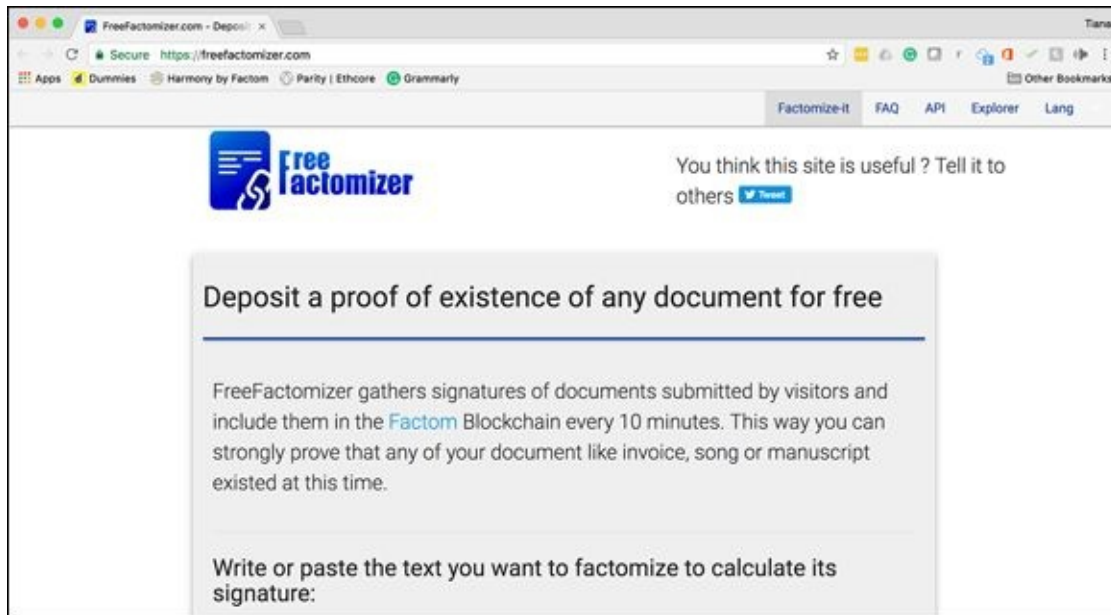 FreeFactomizer.com - Deposi
Tiana
Secure https://freefactomizer.com
Apps Dummies Harmony by Factom Parity | Ethcore Grammarly Other Bookmarks
Factomize-it FAQ API Explorer Lang
Free
Factomizer
You think this site is useful ? Tell it to
others Tweet
Deposit a proof of existence of any document for free
FreeFactomizer gathers signatures of documents submitted by visitors and
include them in the Factom Blockchain every 10 minutes. This way you can
strongly prove that any of your document like invoice, song or manuscript
existed at this time.
Write or paste the text you want to factomize to calculate its
signature: